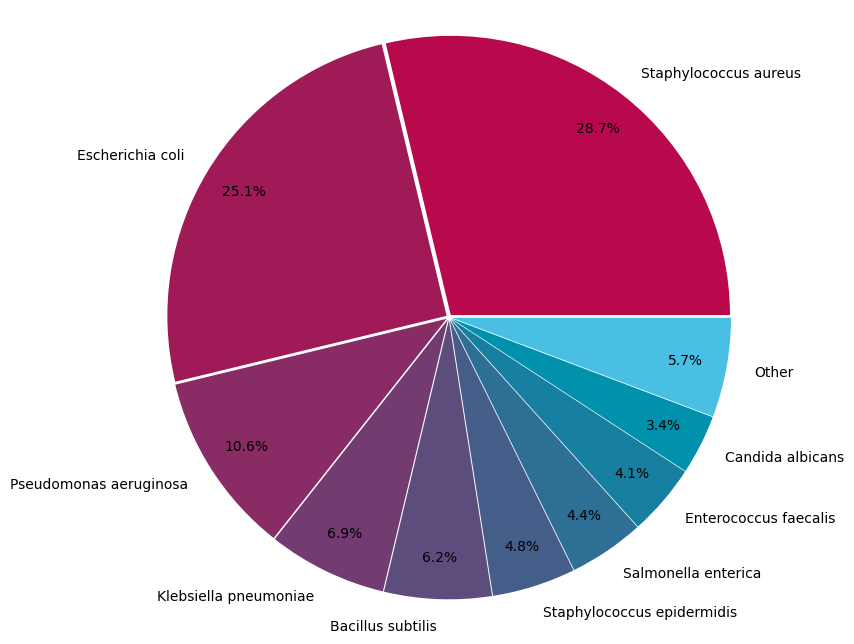 Staphylococcus aureus
28.7%
Escherichia coli
25.1%
Pseudomonas aeruginosa
10.6%
Klebsiella pneumoniae
6.9%
Bacillus subtilis
6.2%
Staphylococcus epidermidis
4.8%
Salmonella enterica
4.4%
Enterococcus faecalis
4.1%
Candida albicans
3.4%
Other
5.7%